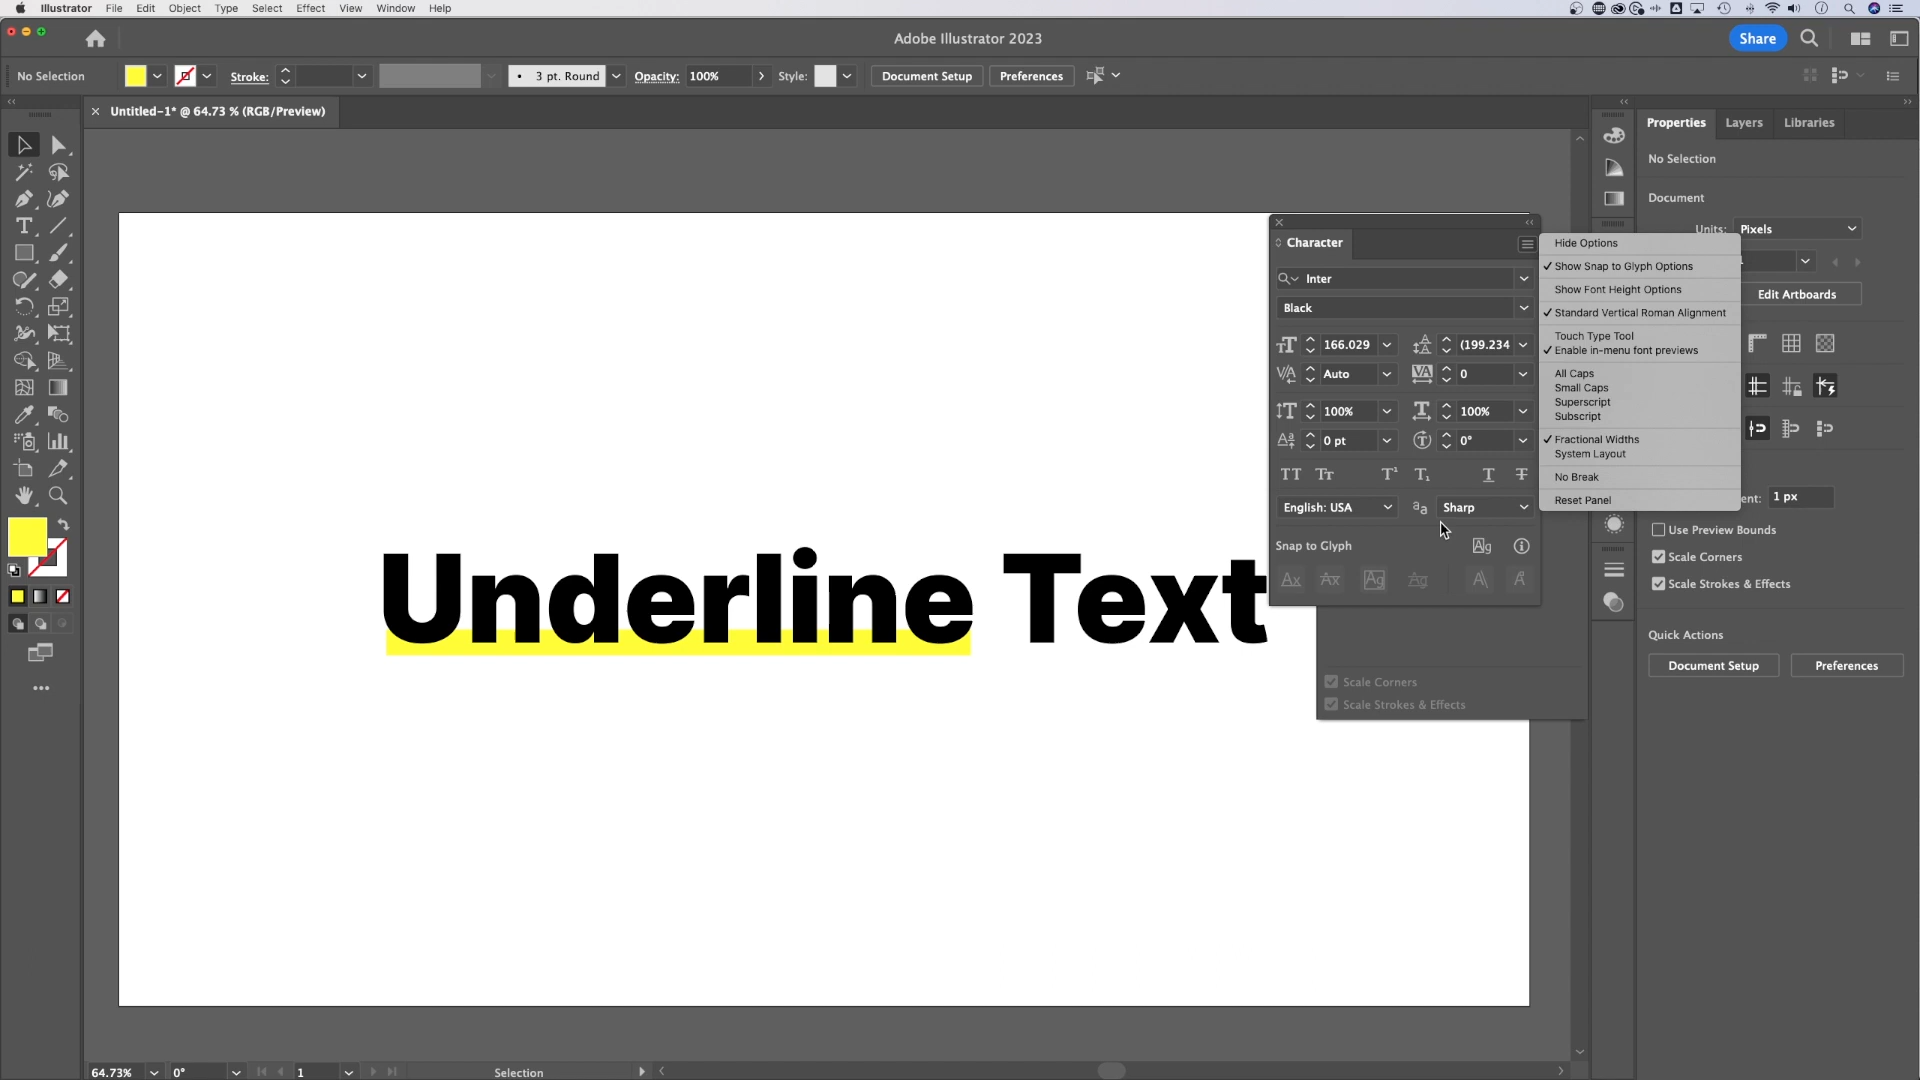 Illustrator File Edit Object Type Select Effect View Window Help
Adobe Illustrator 2023
Share
No Selection
Stroke:
3 pt. Round
Opacity: 100%
Style:
Document Setup
Preferences
Untitled-1* @ 64.73 % (RGB/Preview)
Properties Layers Libraries
No Selection
Document
Units: Pixels
Edit Artboards
1 px
Use Preview Bounds
Scale Corners
Scale Strokes & Effects
Quick Actions
Document Setup
Preferences
Character
Inter
Black
166.029
(199.234
Auto
0
100%
100%
0 pt
0°
English: USA
Sharp
Snap to Glyph
Hide Options
Show Snap to Glyph Options
Show Font Height Options
Standard Vertical Roman Alignment
Touch Type Tool
Enable in-menu font previews
All Caps
Small Caps
Superscript
Subscript
Fractional Widths
System Layout
No Break
Reset Panel
Scale Corners
Scale Strokes & Effects
Underline Text
64.73%
0°
1
Selection